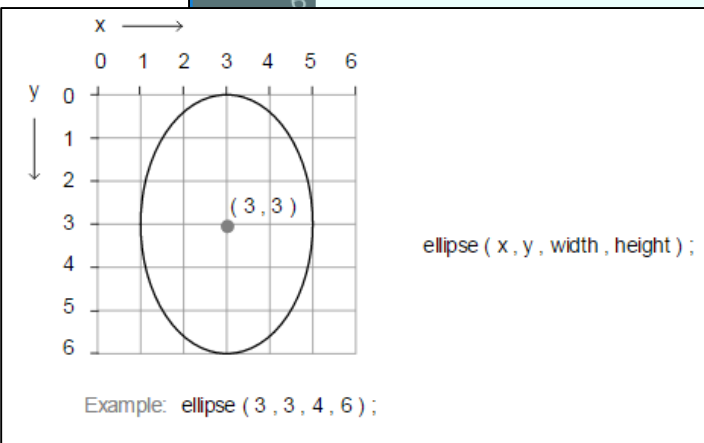 x
0 1 2 3 4 5 6
y
0
1
2
( 3 , 3 )
3
ellipse ( x , y , width , height ) ;
4
5
6
Example: ellipse ( 3 , 3 , 4 , 6 ) ;